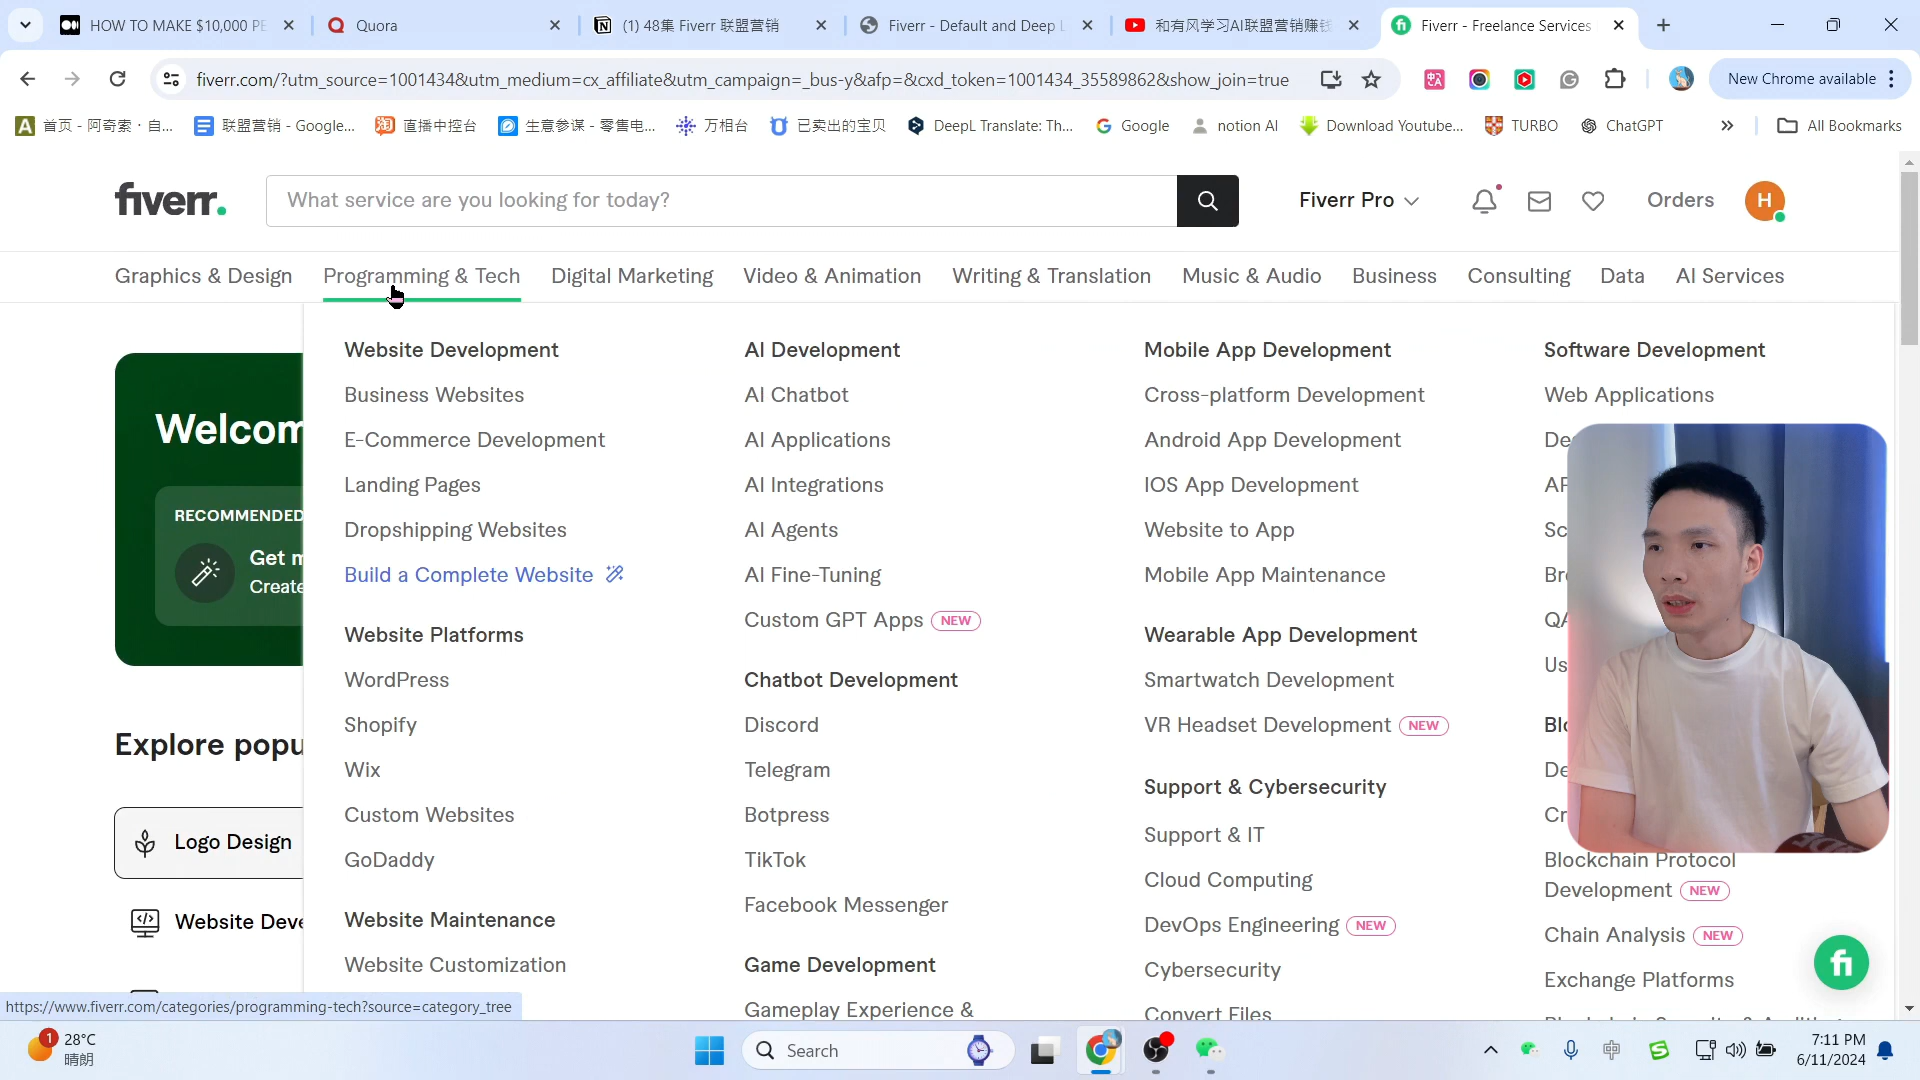 HOW TO MAKE $10,000 PE
Quora
(1) 48集 Fiverr 联盟营销
Fiverr - Default and Deep L
和有风学习AI联盟营销赚钱
Fiverr - Freelance Services
fiverr.com/?utm_source=1001434&utm_medium=cx_affiliate&utm_campaign=_bus-y&afp=&cxd_token=1001434_35589862&show_join=true
New Chrome available
首页 - 阿奇索 · 自...
联盟营销 - Google...
直播中控台
生意参谋 - 零售电...
万相台
已卖出的宝贝
DeepL Translate: Th...
Google
notion AI
Download Youtube...
TURBO
ChatGPT
All Bookmarks
fiverr.
What service are you looking for today?
Fiverr Pro
Orders
H
Graphics & Design
Programming & Tech
Digital Marketing
Video & Animation
Writing & Translation
Music & Audio
Business
Consulting
Data
AI Services
Welcom
RECOMMENDED
Get m
Create
Explore popu
Logo Design
Website Deve
Website Development
Business Websites
E-Commerce Development
Landing Pages
Dropshipping Websites
Build a Complete Website
Website Platforms
WordPress
Shopify
Wix
Custom Websites
GoDaddy
Website Maintenance
Website Customization
AI Development
AI Chatbot
AI Applications
AI Integrations
AI Agents
AI Fine-Tuning
Custom GPT Apps NEW
Chatbot Development
Discord
Telegram
Botpress
TikTok
Facebook Messenger
Game Development
Gameplay Experience &
Mobile App Development
Cross-platform Development
Android App Development
IOS App Development
Website to App
Mobile App Maintenance
Wearable App Development
Smartwatch Development
VR Headset Development NEW
Support & Cybersecurity
Support & IT
Cloud Computing
DevOps Engineering NEW
Cybersecurity
Convert Files
Software Development
Web Applications
De
AP
Sc
Br
QA
Us
Blo
De
Cr
Blockchain Protocol
Development NEW
Chain Analysis NEW
Exchange Platforms
fi
https://www.fiverr.com/categories/programming-tech?source=category_tree
1
28°C
晴朗
Search
中
7:11 PM
6/11/2024